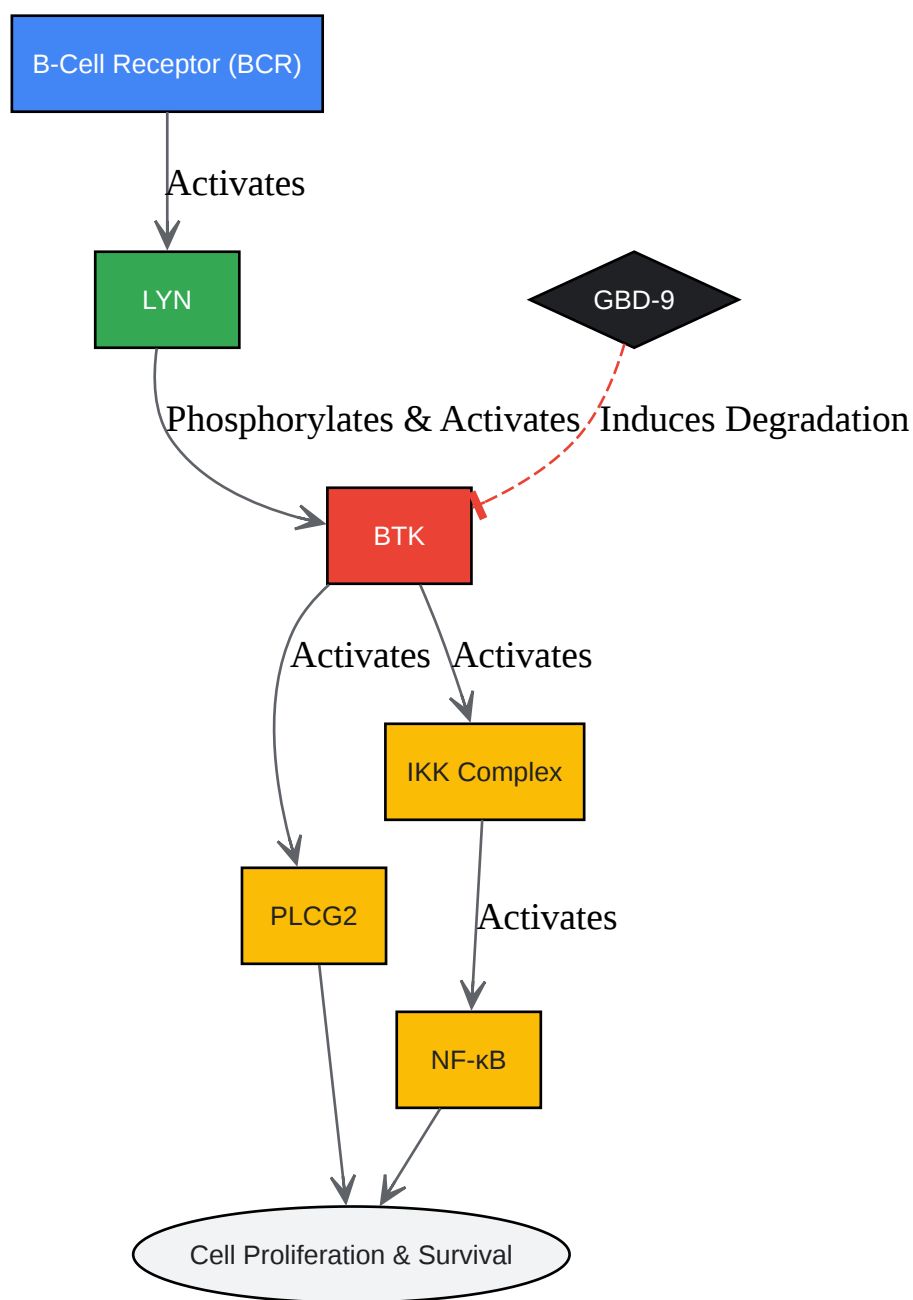 B-Cell Receptor (BCR)
Activates
LYN
GBD-9
Phosphorylates & Activates
Induces Degradation
BTK
Activates
Activates
IKK Complex
PLCG2
Activates
NF-κB
Cell Proliferation & Survival